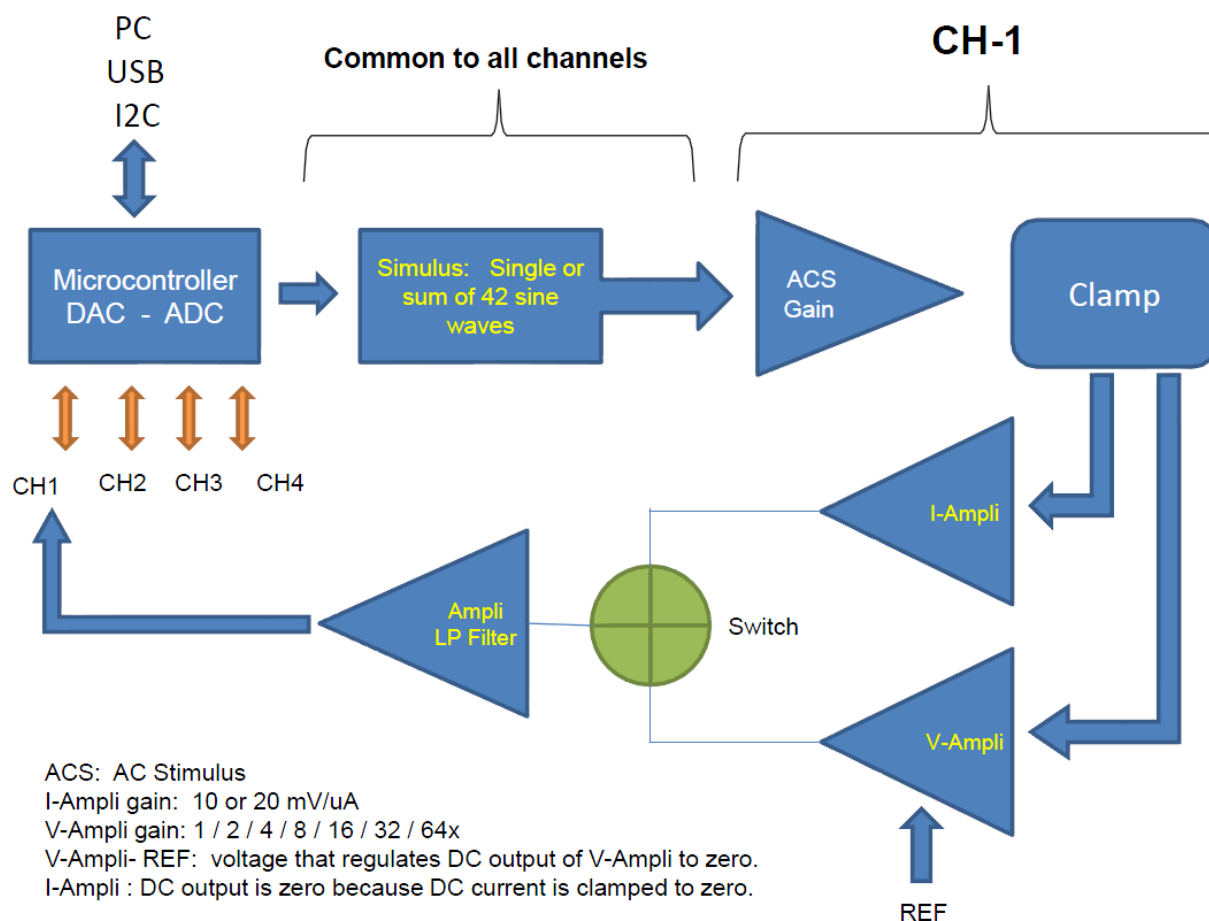 PC
USB
I2C
Common to all channels
CH-1
Microcontroller
DAC - ADC
Simulus: Single or
sum of 42 sine
waves
ACS
Gain
Clamp
CH1
CH2
CH3
CH4
I-Ampli
Ampli
LP Filter
Switch
V-Ampli
ACS: AC Stimulus
I-Ampli gain: 10 or 20 mV/uA
V-Ampli gain: 1 / 2 / 4 / 8 / 16 / 32 / 64x
V-Ampli- REF: voltage that regulates DC output of V-Ampli to zero.
I-Ampli : DC output is zero because DC current is clamped to zero.
REF